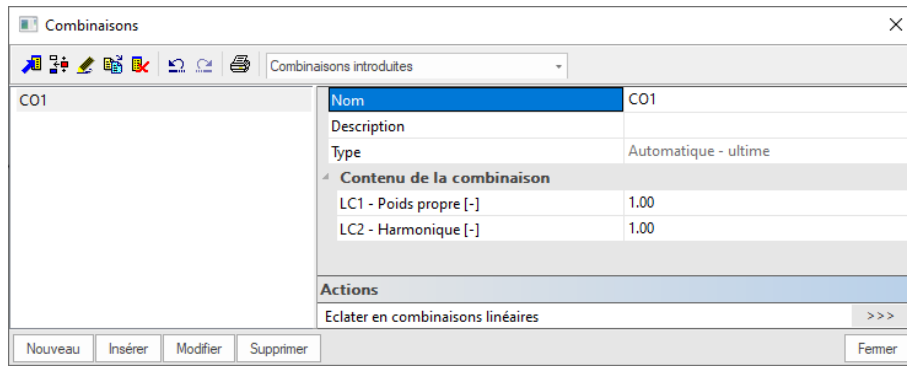 Combinaisons
Combinaisons introduites
CO1
Nom CO1
Description
Type Automatique - ultime
Contenu de la combinaison
LC1 - Poids propre [-] 1.00
LC2 - Harmonique [-] 1.00
Actions
Eclater en combinaisons linéaires >>>
Nouveau Insérer Modifier Supprimer Fermer